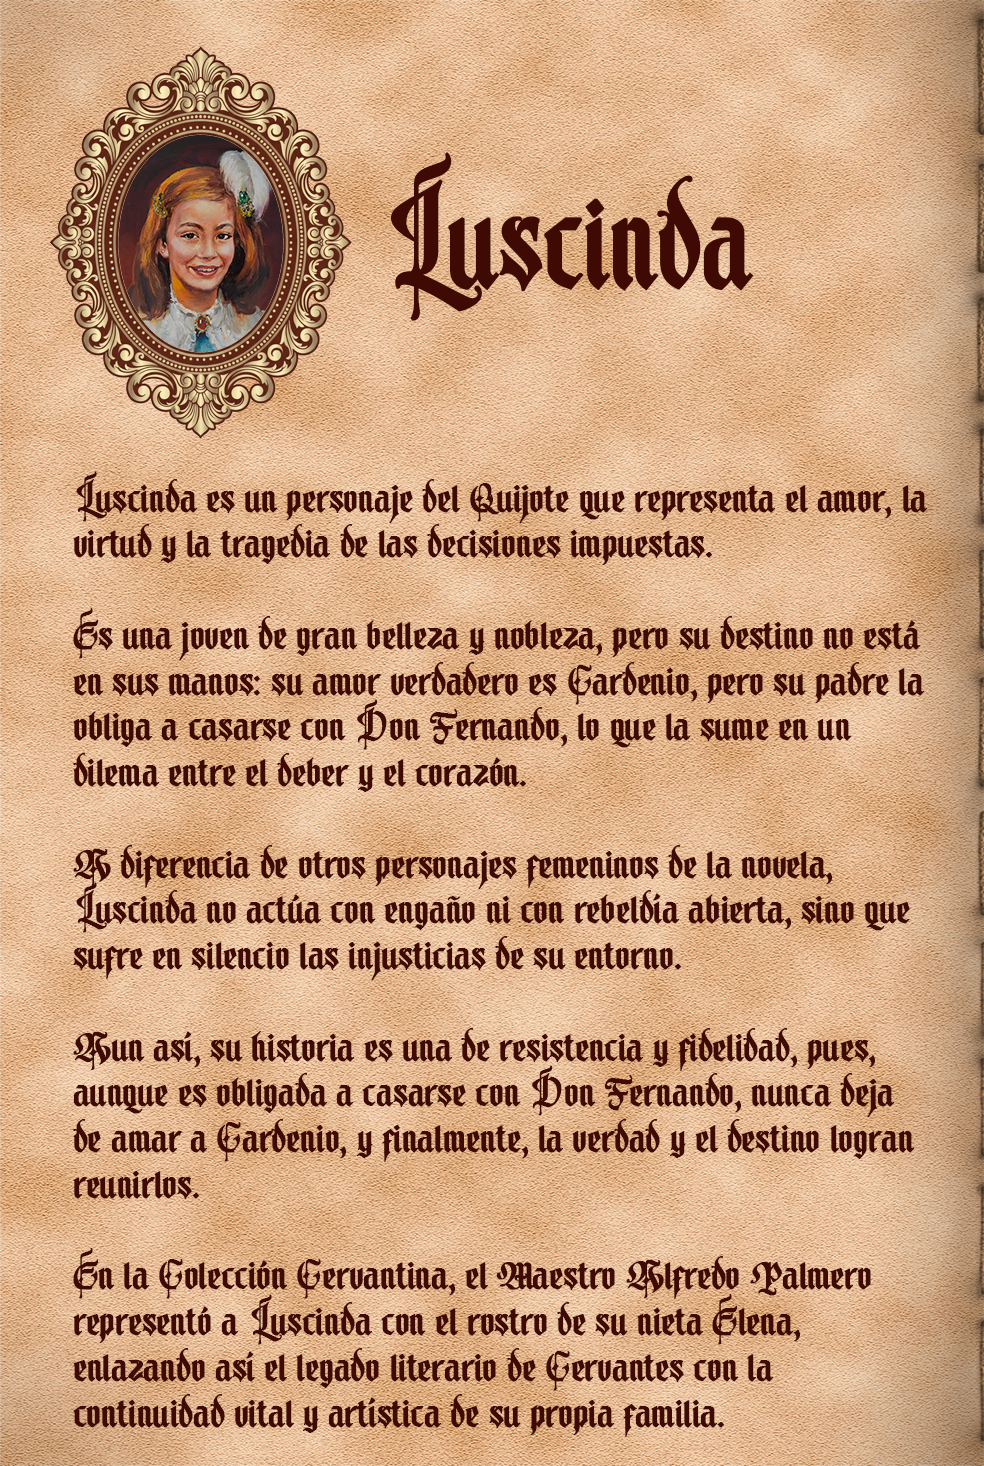 Luscinda
Luscinda es un personaje del Quijote que representa el amor, la
virtud y la tragedia de las decisiones impuestas.
Es una joven de gran belleza y nobleza, pero su destino no está
en sus manos: su amor verdadero es Cardenio, pero su padre la
obliga a casarse con Don Fernando, lo que la sume en un
dilema entre el deber y el corazón.
A diferencia de otros personajes femeninos de la novela,
Luscinda no actúa con engaño ni con rebeldía abierta, sino que
sufre en silencio las injusticias de su entorno.
Aun así, su historia es una de resistencia y fidelidad, pues,
aunque es obligada a casarse con Don Fernando, nunca deja
de amar a Cardenio, y finalmente, la verdad y el destino logran
reunirlos.
En la Colección Cervantina, el Maestro Alfredo Palmero
representó a Luscinda con el rostro de su nieta Elena,
enlazando así el legado literario de Cervantes con la
continuidad vital y artística de su propia familia.